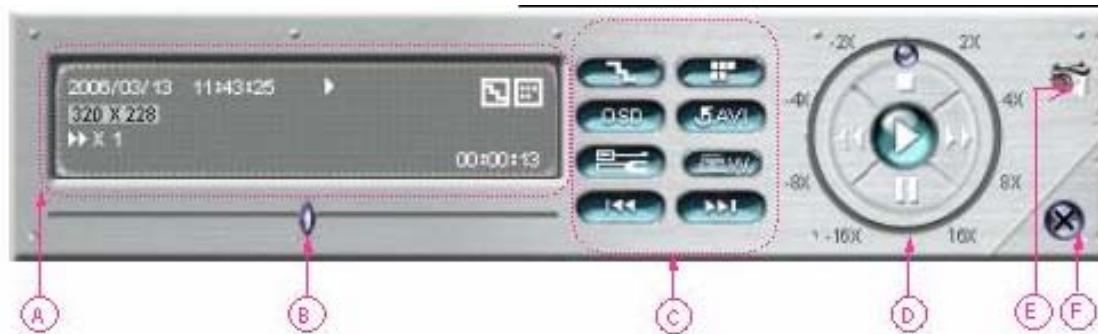 2006/03/13 11:43:25
320 X 228
X 1
00:00:13
OSD
AVI
-2X 2X
-4X 4X
-8X 8X
-16X 16X
A B C D E F